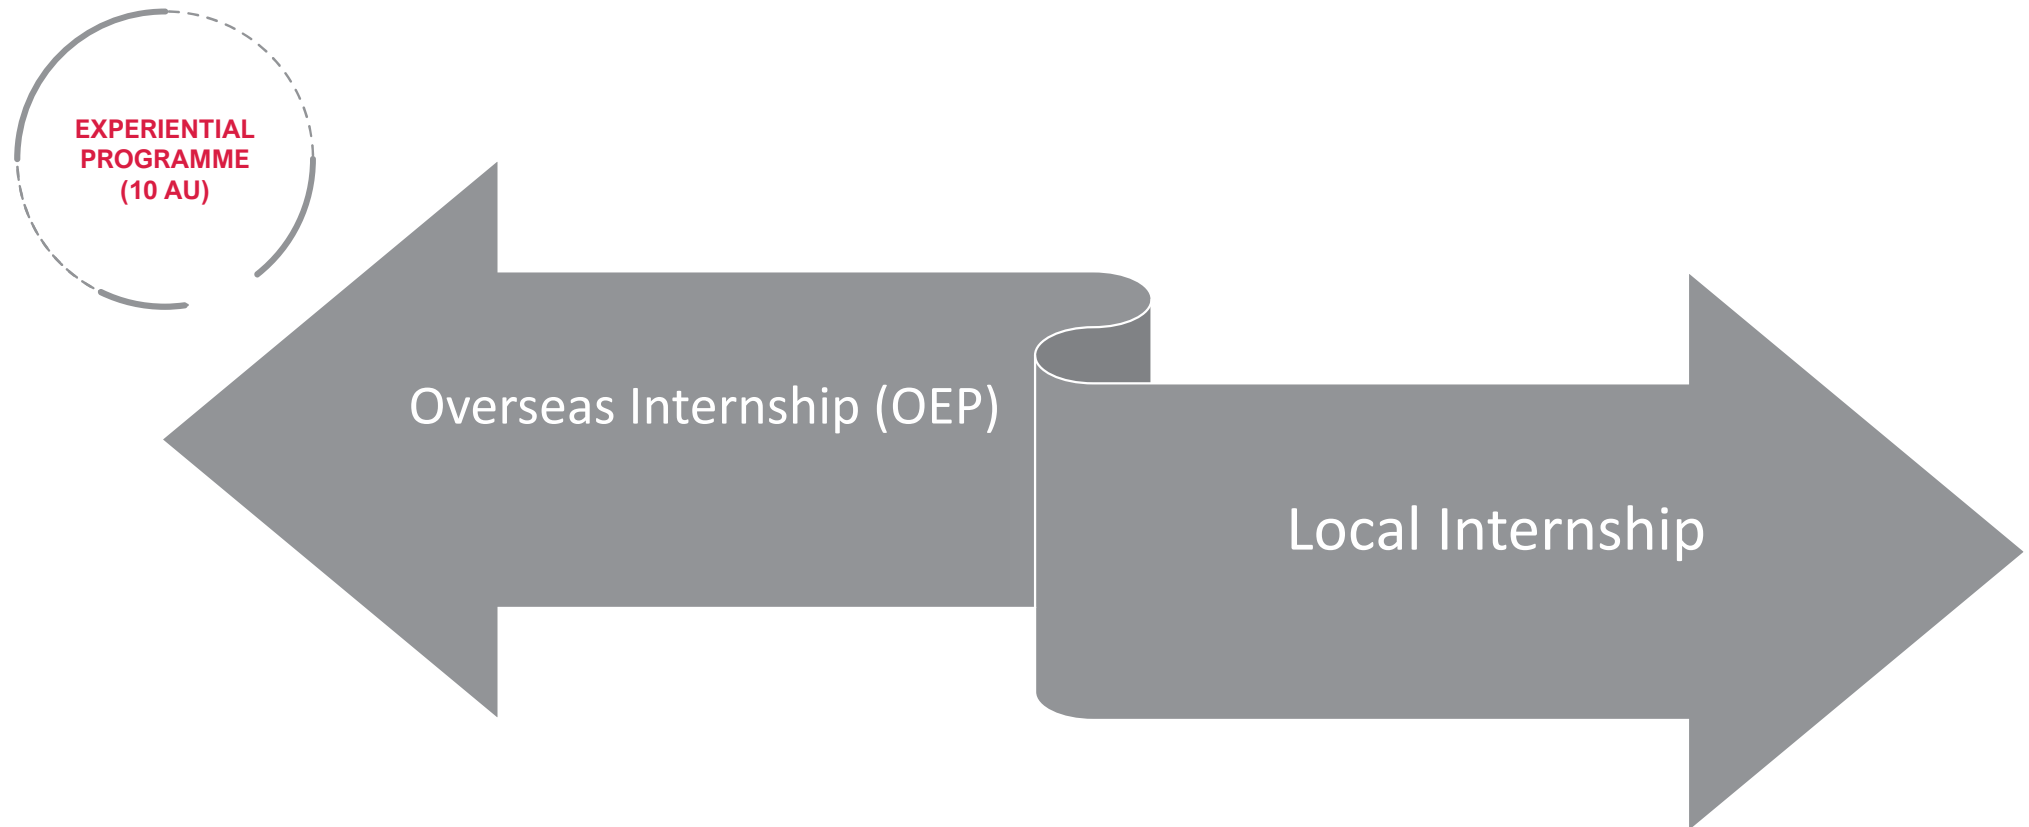 EXPERIENTIAL
PROGRAMME
(10 AU)
Overseas Internship (OEP)
Local Internship